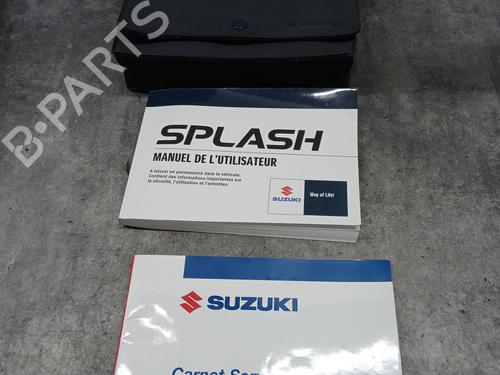 B-PARTS
SPLASH
MANUEL DE L'UTILISATEUR
A laisser en permanence dans le véhicule.
Contient des informations importantes sur
la sécurité, l'utilisation et l'entretien.
SUZUKI
Way of Life!
SUZUKI
Carnet